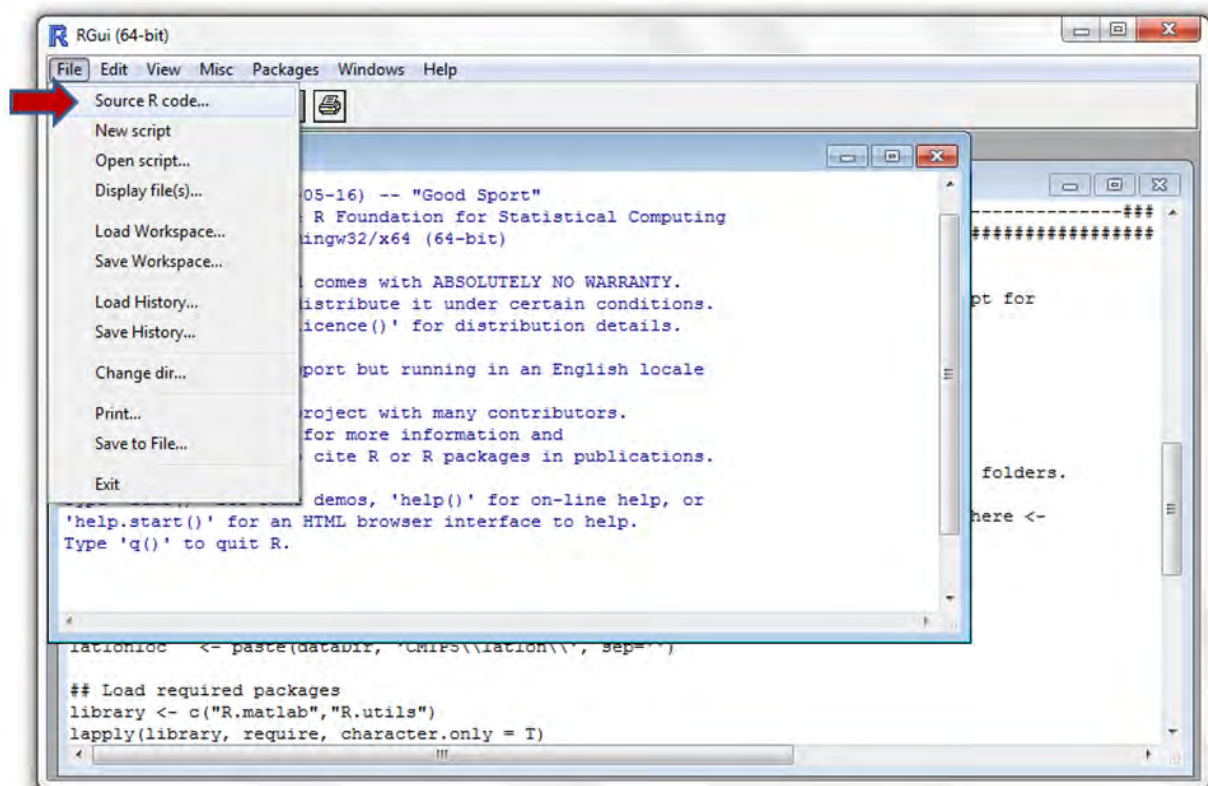 RGui (64-bit)
File Edit View Misc Packages Windows Help
Source R code...
New script
Open script...
Display file(s)...
Load Workspace...
Save Workspace...
Load History...
Save History...
Change dir...
Print...
Save to File...
Exit
05-16) -- "Good Sport"
R Foundation for Statistical Computing
ingw32/x64 (64-bit)
comes with ABSOLUTELY NO WARRANTY.
istribute it under certain conditions.
icence()' for distribution details.
port but running in an English locale
roject with many contributors.
for more information and
cite R or R packages in publications.
demos, 'help()' for on-line help, or
'help.start()' for an HTML browser interface to help.
Type 'q()' to quit R.
--------------###
#################
pt for
folders.
here <-
<- paste(dataDir, 'CMIP5\\latlon\\', sep='')
## Load required packages
library <- c("R.matlab","R.utils")
lapply(library, require, character.only = T)